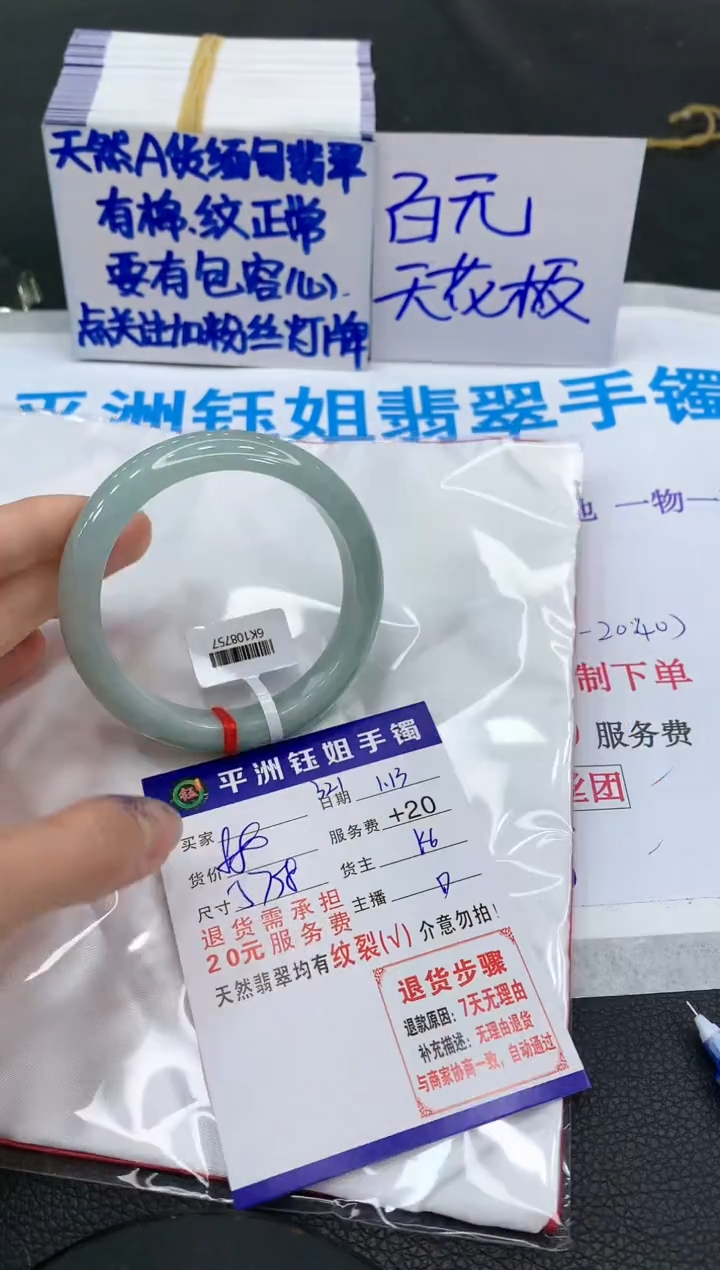 天然A货缅甸翡翠
有棉、纹正常
要有包容心
点关注加粉丝灯牌
百元
天花板
平洲钰姐翡翠手镯
一物一
-20:40)
制下单
服务费
丝团
6K108757
平洲钰姐手镯
日期 1.13
买家
服务费 +20
货价
货主 K6
尺寸
主播
退货需承担
20元服务费
天然翡翠均有纹裂(√) 介意勿拍!
退货步骤
退款原因：7天无理由
补充描述：无理由退货
与商家协商一致，自动通过